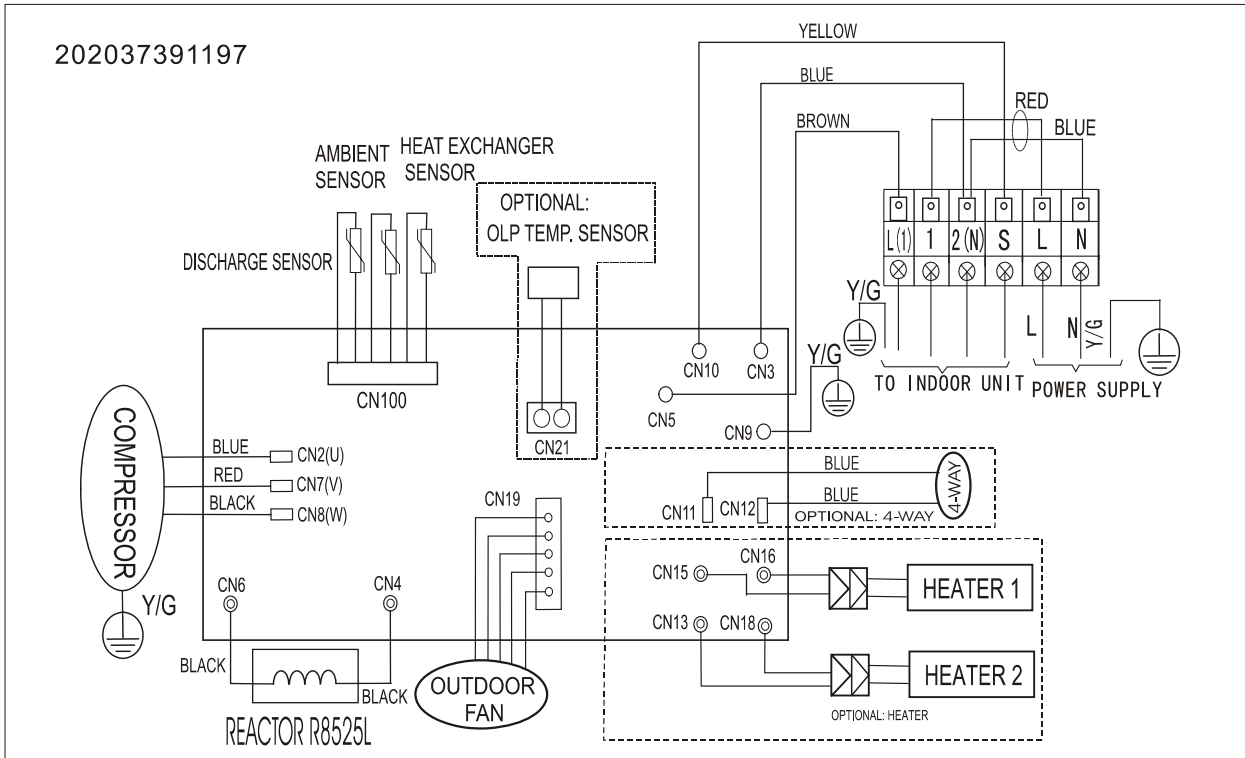 202037391197
YELLOW
BLUE
BROWN
RED
BLUE
AMBIENT
SENSOR
HEAT EXCHANGER
SENSOR
DISCHARGE SENSOR
OPTIONAL:
OLP TEMP. SENSOR
L(1) 1 2(N) S L N
Y/G
L N Y/G
TO INDOOR UNIT
POWER SUPPLY
CN100
CN21
CN10
CN3
CN5
CN9
Y/G
COMPRESSOR
BLUE
CN2(U)
RED
CN7(V)
BLACK
CN8(W)
Y/G
CN6
CN4
BLACK
BLACK
REACTOR R8525L
CN19
OUTDOOR
FAN
BLUE
BLUE
CN11
CN12
4-WAY
OPTIONAL: 4-WAY
CN15
CN16
HEATER 1
CN13
CN18
HEATER 2
OPTIONAL: HEATER